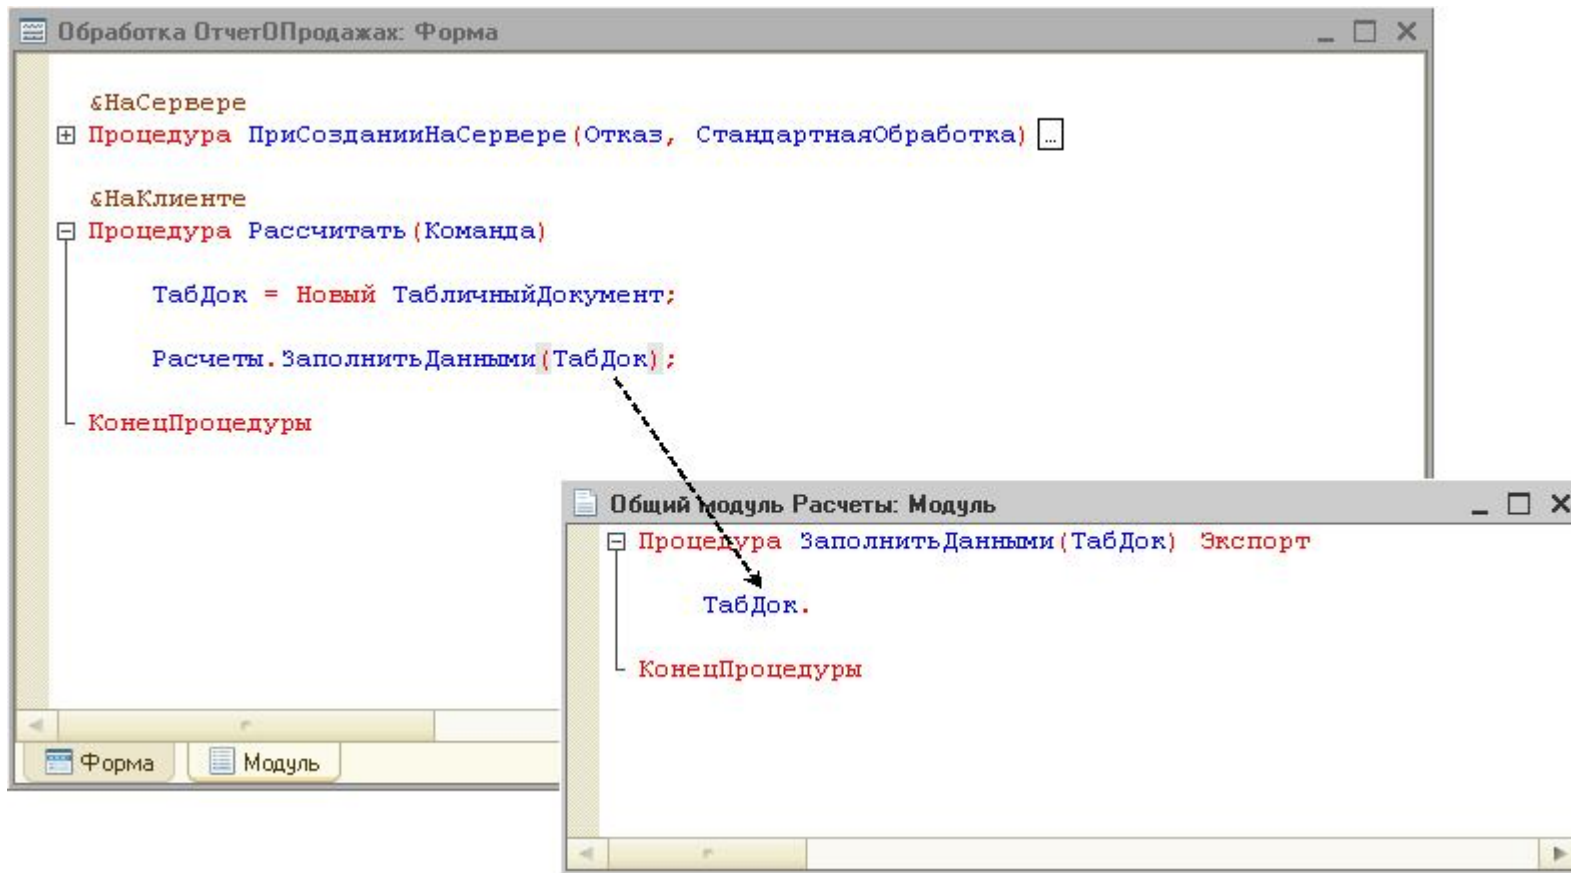 Обработка ОтчетОПродажах: Форма
&НаСервере
Процедура ПриСозданииНаСервере(Отказ, СтандартнаяОбработка) ...
&НаКлиенте
Процедура Рассчитать(Команда)
ТабДок = Новый ТабличныйДокумент;
Расчеты.ЗаполнитьДанными(ТабДок);
КонецПроцедуры
Форма
Модуль
Общий модуль Расчеты: Модуль
Процедура ЗаполнитьДанными(ТабДок) Экспорт
ТабДок.
КонецПроцедуры